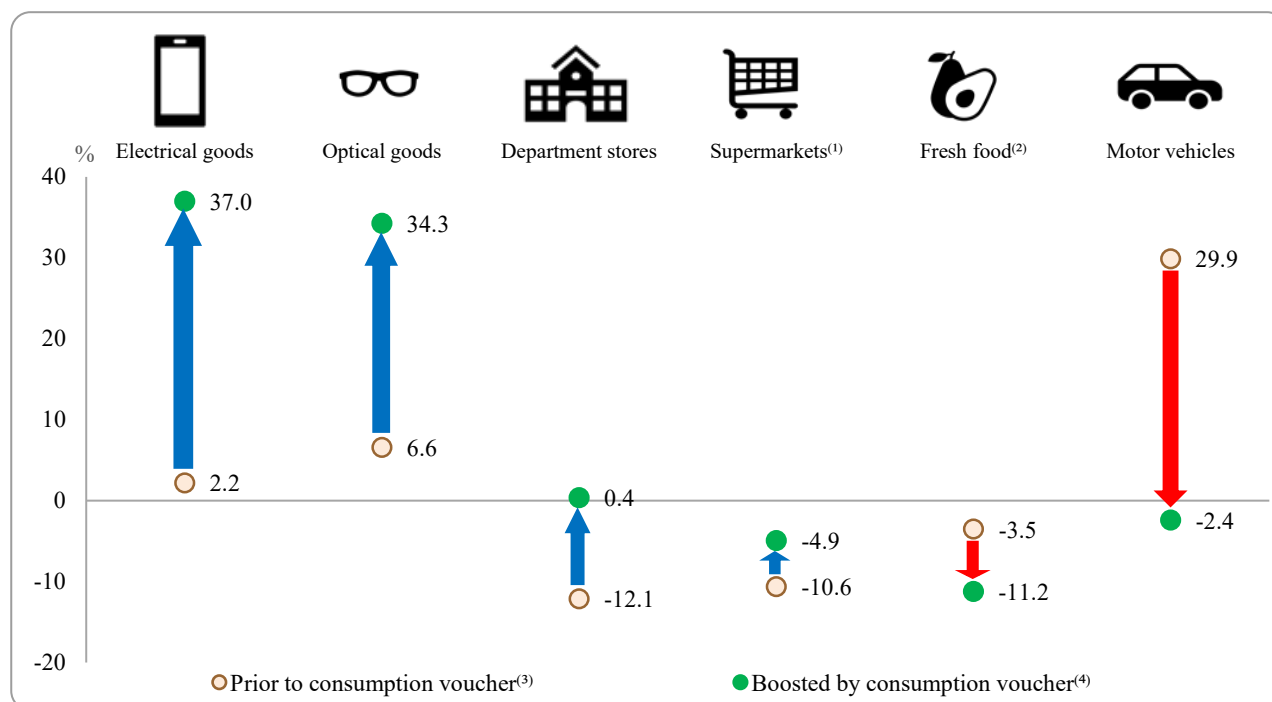 Electrical goods
Optical goods
Department stores
Supermarkets⁽¹⁾
Fresh food⁽²⁾
Motor vehicles
%
40
30
20
10
0
-10
-20
37.0
2.2
34.3
6.6
0.4
-12.1
-4.9
-10.6
-3.5
-11.2
29.9
-2.4
Prior to consumption voucher⁽³⁾
Boosted by consumption voucher⁽⁴⁾